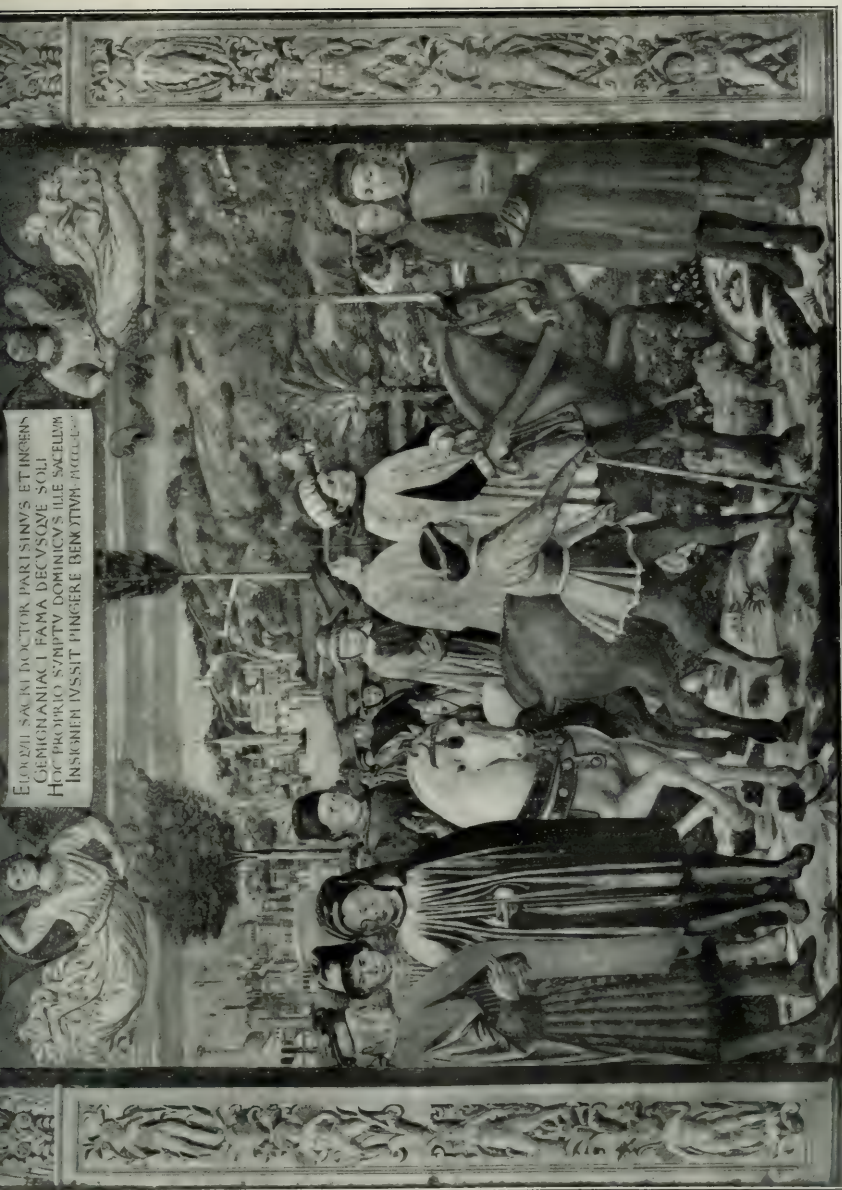 ELOQVII SACRI DOCTOR PARISINVS ET INGENS
GEMIGNANIACI FAMA DECVSQVE SOLI
HOC PROPRIO SVMPTV DOMINICVS ILLE SACELLVM
INSIGNEM IVSSIT PINGERE BENOTIVM